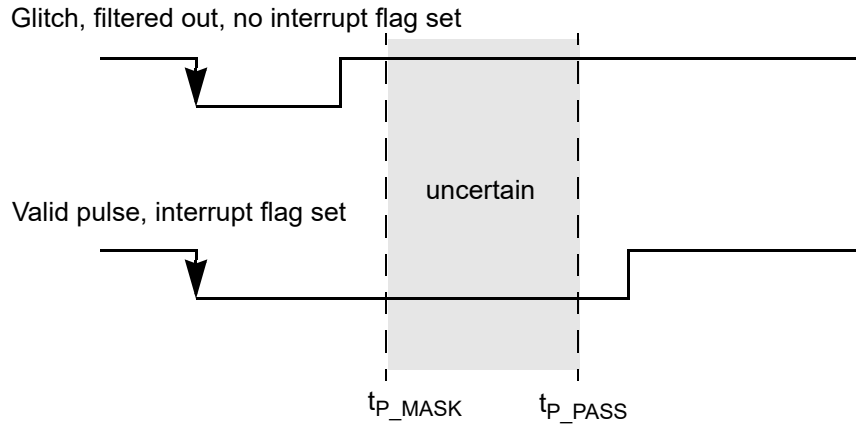 Glitch, filtered out, no interrupt flag set
uncertain
Valid pulse, interrupt flag set
tP_MASK
tP_PASS